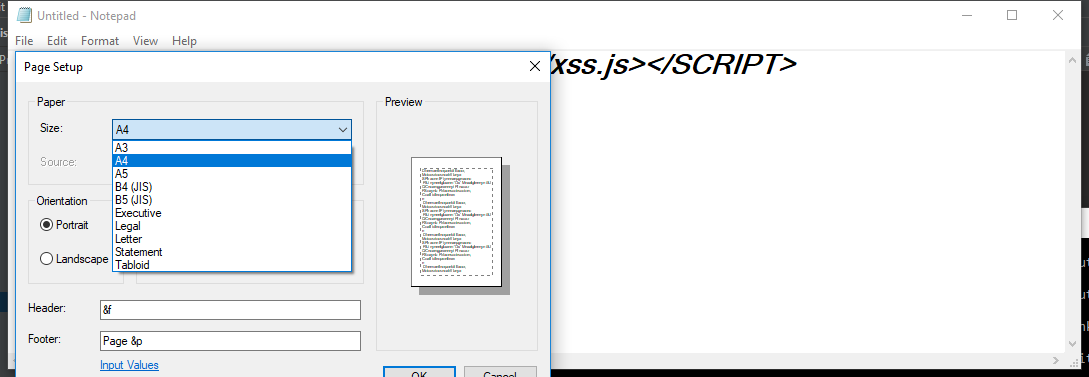 Untitled - Notepad
File Edit Format View Help
/xss.js></SCRIPT>
Page Setup
Paper
Size: A4
A3
A4
A5
B4 (JIS)
B5 (JIS)
Executive
Legal
Letter
Statement
Tabloid
Source:
Orientation
Portrait
Landscape
Preview
Header: &f
Footer: Page &p
Input Values
OK Cancel